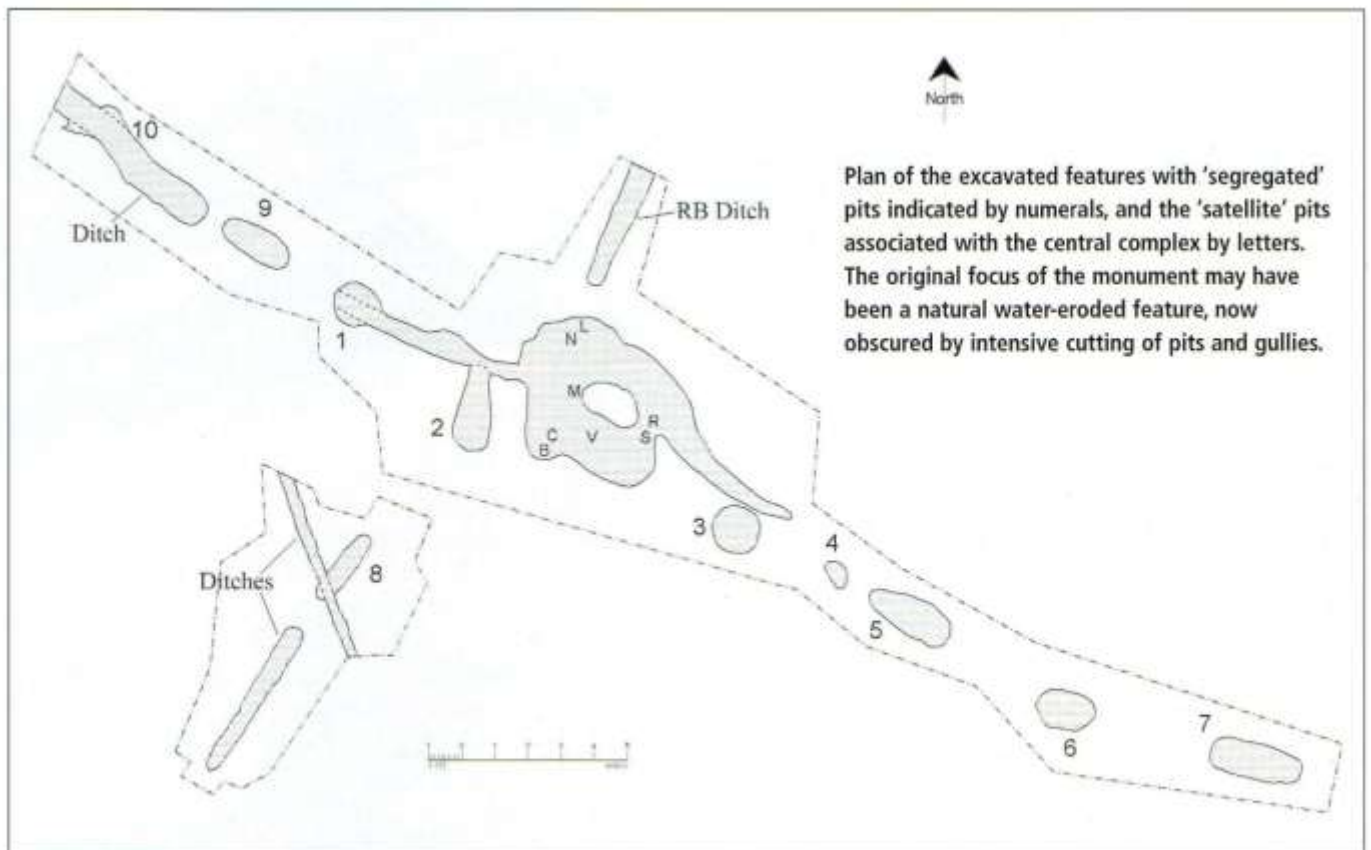 North
Plan of the excavated features with 'segregated'
pits indicated by numerals, and the 'satellite' pits
associated with the central complex by letters.
The original focus of the monument may have
been a natural water-eroded feature, now
obscured by intensive cutting of pits and gullies.
10
Ditch
9
RB Ditch
1
L
N
M
2
R
C
V
S
B
3
4
Ditches
8
5
6
7